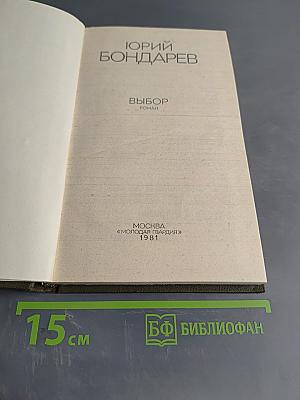 ЮРИЙ
БОНДАРЕВ
ВЫБОР
РОМАН
МОСКВА
«МОЛОДАЯ ГВАРДИЯ»
1981
15 см
БФ БИБЛИОФАН